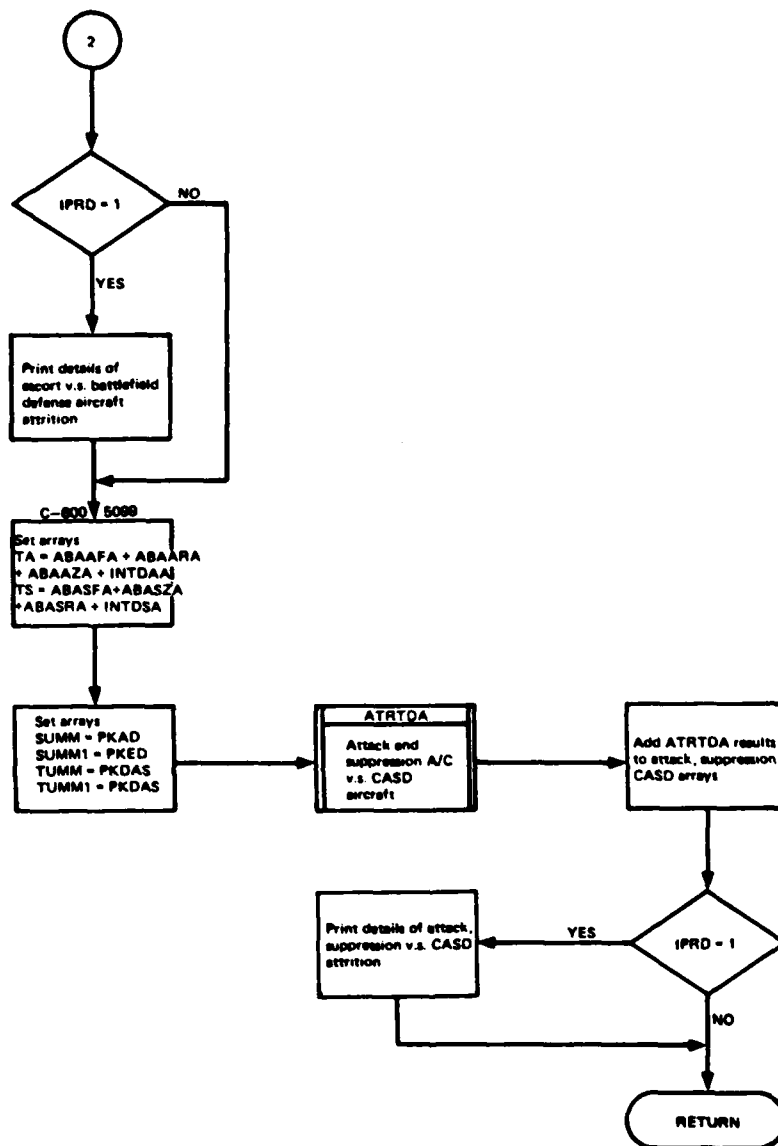 2
IPRD = 1
NO
YES
Print details of
escort v.s. battlefield
defense aircraft
attrition
C-800 5099
Set arrays
TA = ABAAFA + ABAARA
+ ABAAZA + INTDAA
TS = ABASFA+ABASZA
+ABASRA + INTDSA
Set arrays
SUMM = PKAD
SUMM1 = PKED
TUMM = PKDAS
TUMM1 = PKDAS
ATRTDA
Attack and
suppression A/C
v.s. CASD
aircraft
Add ATRTDA results
to attack, suppression
CASD arrays
IPRD = 1
YES
Print details of attack,
suppression v.s. CASD
attrition
NO
RETURN